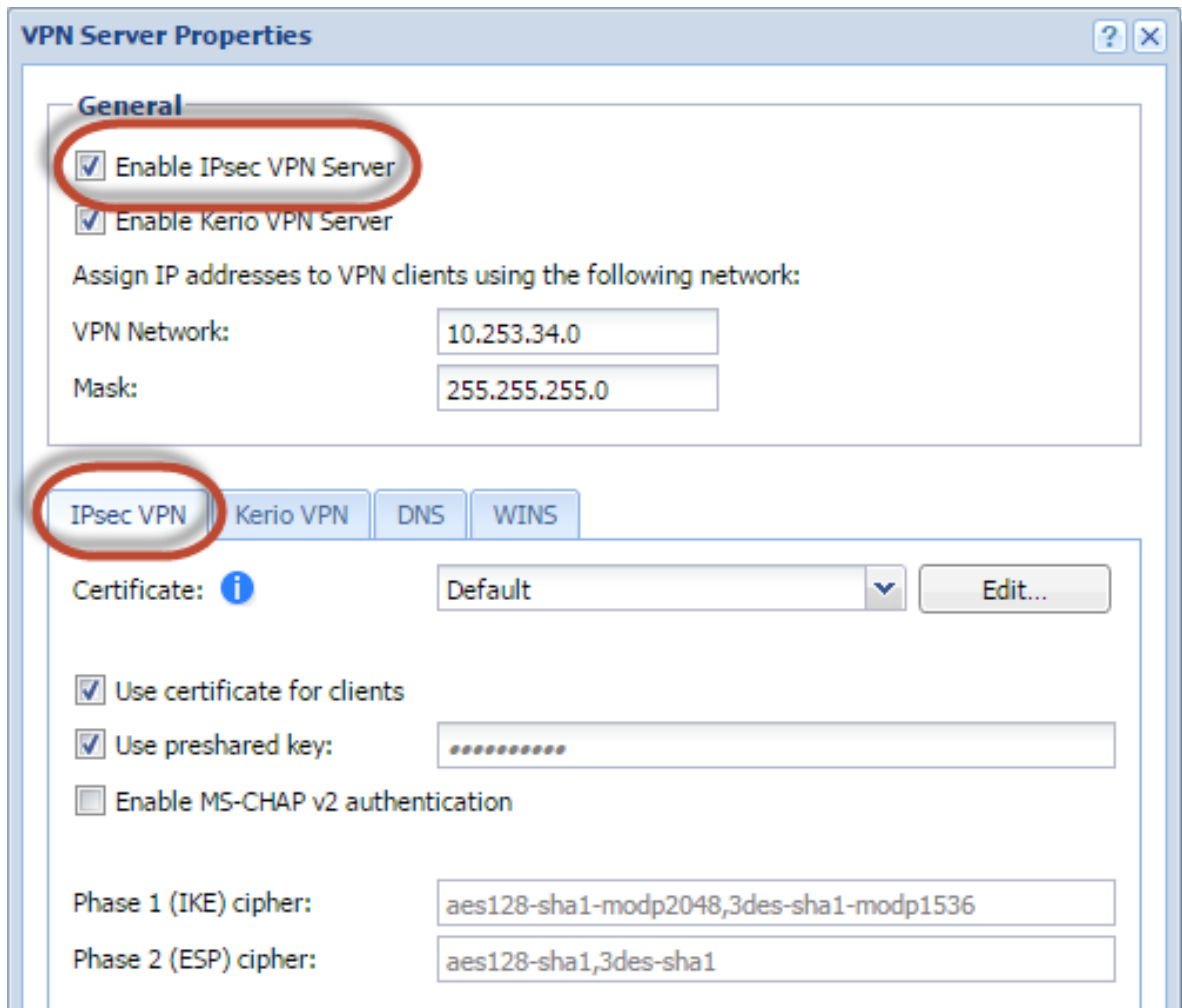 VPN Server Properties
General
Enable IPsec VPN Server
Enable Kerio VPN Server
Assign IP addresses to VPN clients using the following network:
VPN Network: 10.253.34.0
Mask: 255.255.255.0
IPsec VPN Kerio VPN DNS WINS
Certificate: Default Edit...
Use certificate for clients
Use preshared key: ••••••••••
Enable MS-CHAP v2 authentication
Phase 1 (IKE) cipher: aes128-sha1-modp2048,3des-sha1-modp1536
Phase 2 (ESP) cipher: aes128-sha1,3des-sha1